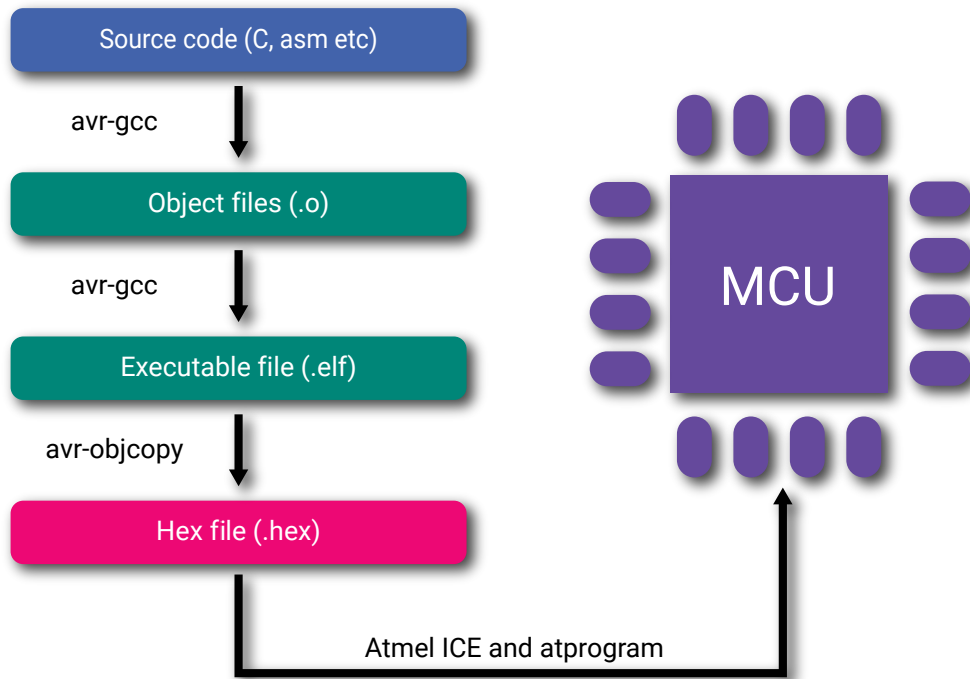 Source code (C, asm etc)
avr-gcc
Object files (.o)
avr-gcc
Executable file (.elf)
avr-objcopy
Hex file (.hex)
Atmel ICE and atprogram
MCU